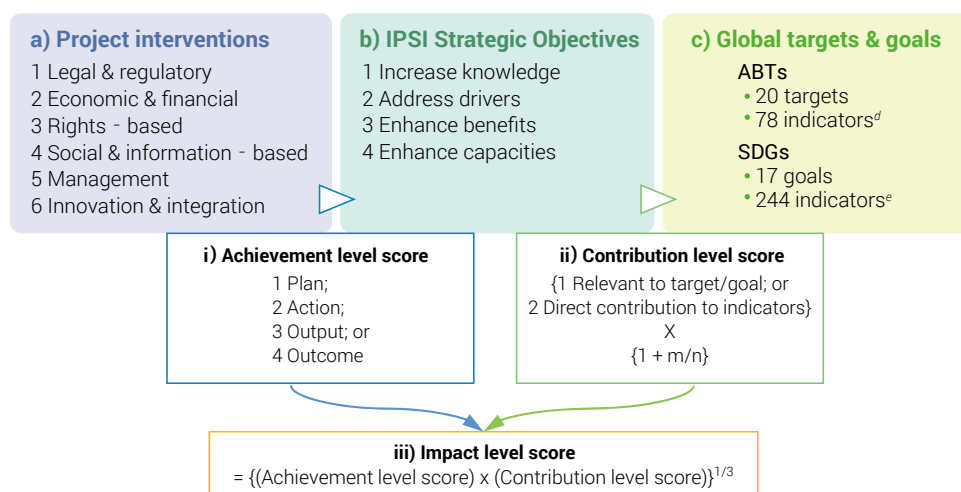 a) Project interventions
1 Legal & regulatory
2 Economic & financial
3 Rights - based
4 Social & information - based
5 Management
6 Innovation & integration
b) IPSI Strategic Objectives
1 Increase knowledge
2 Address drivers
3 Enhance benefits
4 Enhance capacities
c) Global targets & goals
ABTs
• 20 targets
• 78 indicatorsᵈ
SDGs
• 17 goals
• 244 indicatorsᵉ
i) Achievement level score
1 Plan;
2 Action;
3 Output; or
4 Outcome
ii) Contribution level score
{1 Relevant to target/goal; or
2 Direct contribution to indicators}
X
{1 + m/n}
iii) Impact level score
= {(Achievement level score) x (Contribution level score)}^1/3